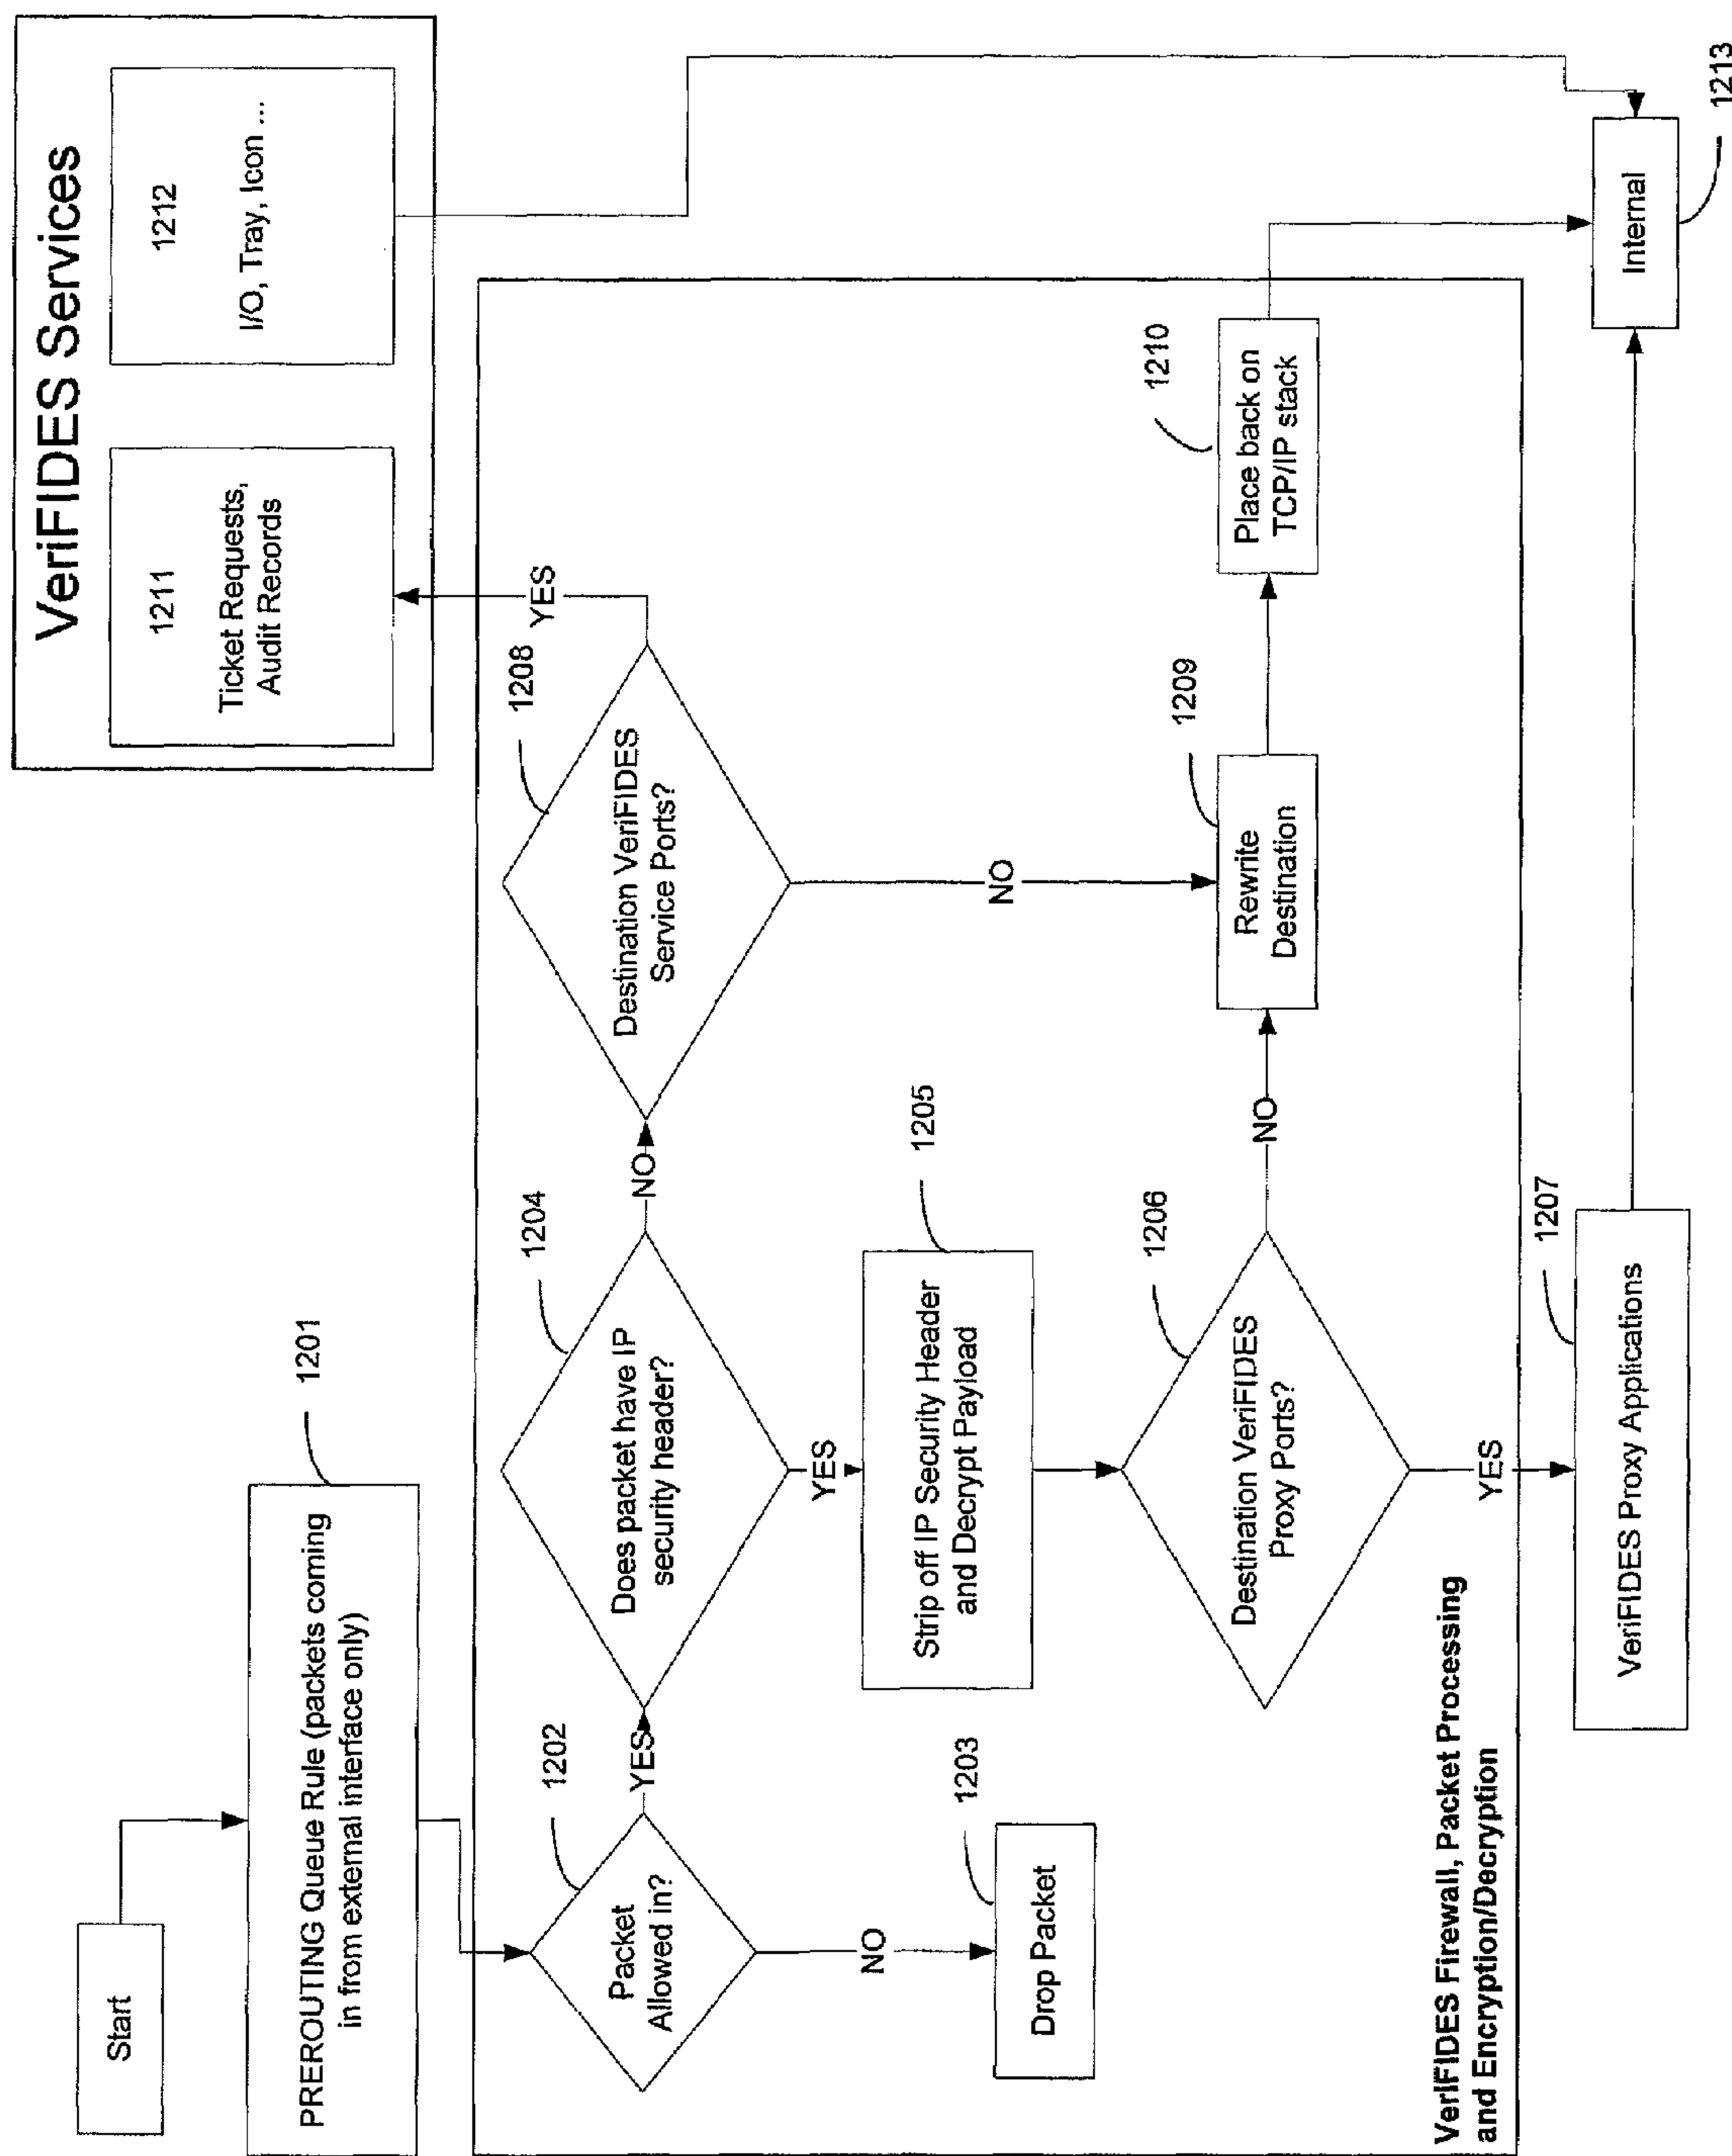 VeriFIDES Services
1211
Ticket Requests,
Audit Records
1212
I/O, Tray, Icon ...
Start
1201
PREROUTING Queue Rule (packets coming
in from external interface only)
1202
Packet
Allowed in?
YES
NO
1203
Drop Packet
1204
Does packet have IP
security header?
NO
YES
1208
Destination VeriFIDES
Service Ports?
YES
NO
1205
Strip off IP Security Header
and Decrypt Payload
1206
Destination VeriFIDES
Proxy Ports?
NO
YES
1209
Rewrite
Destination
1210
Place back on
TCP/IP stack
VeriFIDES Firewall, Packet Processing
and Encryption/Decryption
1207
VeriFIDES Proxy Applications
Internal
1213